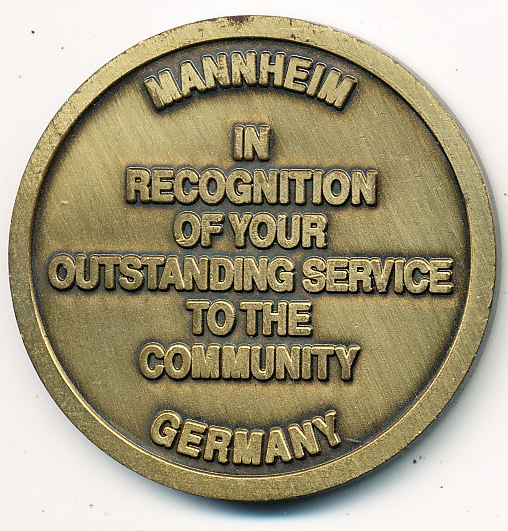 MANNHEIM
IN
RECOGNITION
OF YOUR
OUTSTANDING SERVICE
TO THE
COMMUNITY
GERMANY